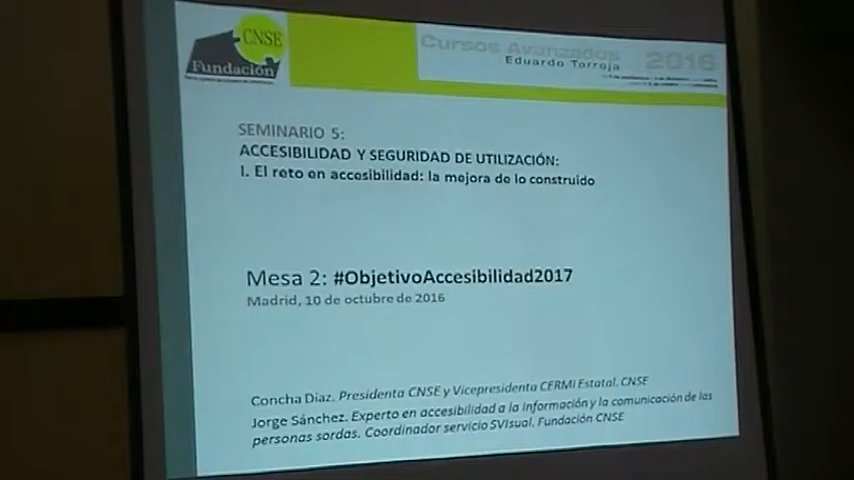 CNSE
Fundación
Cursos Avanzados 2016
Eduardo Torroja
SEMINARIO 5:
ACCESIBILIDAD Y SEGURIDAD DE UTILIZACIÓN:
I. El reto en accesibilidad: la mejora de lo construido
Mesa 2: #ObjetivoAccesibilidad2017
Madrid, 10 de octubre de 2016
Concha Díaz. Presidenta CNSE y Vicepresidenta CERMI Estatal. CNSE
Jorge Sánchez. Experto en accesibilidad a la información y la comunicación de las
personas sordas. Coordinador servicio SVIsual. Fundación CNSE